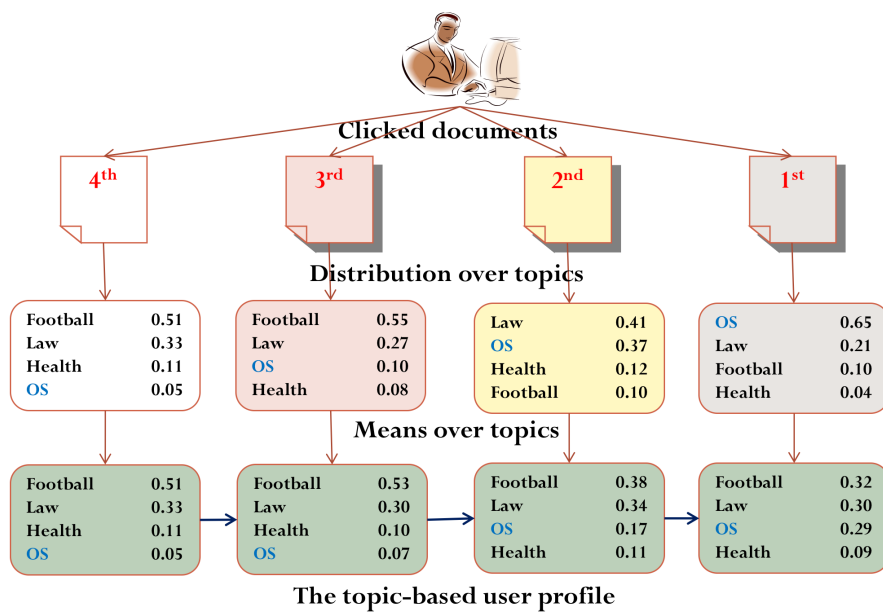 Clicked documents
4th
3rd
2nd
1st
Distribution over topics
Football 0.51
Law 0.33
Health 0.11
OS 0.05
Football 0.55
Law 0.27
OS 0.10
Health 0.08
Law 0.41
OS 0.37
Health 0.12
Football 0.10
OS 0.65
Law 0.21
Football 0.10
Health 0.04
Means over topics
Football 0.51
Law 0.33
Health 0.11
OS 0.05
Football 0.53
Law 0.30
Health 0.10
OS 0.07
Football 0.38
Law 0.34
OS 0.17
Health 0.11
Football 0.32
Law 0.30
OS 0.29
Health 0.09
The topic-based user profile